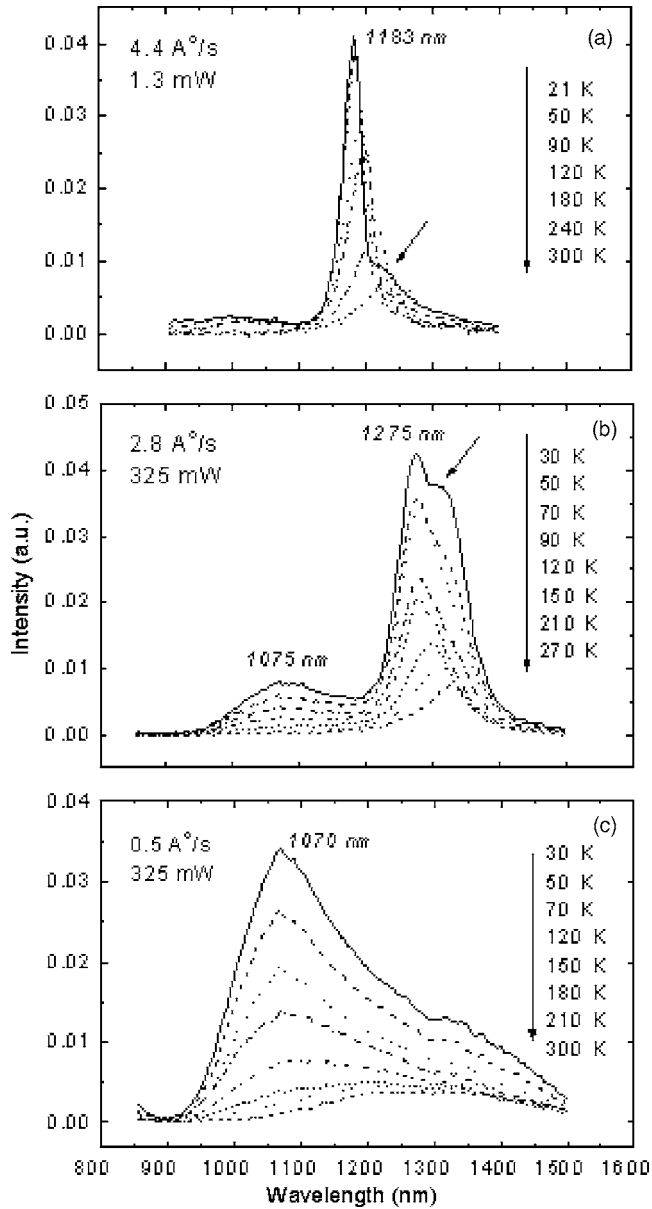 (a)
4.4 A°/s
1.3 mW
1183 nm
21 K
50 K
90 K
120 K
180 K
240 K
300 K
0.04
0.03
0.02
0.01
0.00
(b)
2.8 A°/s
325 mW
1275 nm
1075 nm
30 K
50 K
70 K
90 K
120 K
150 K
210 K
270 K
0.05
0.04
0.03
0.02
0.01
0.00
Intensity (a.u.)
(c)
0.5 A°/s
325 mW
1070 nm
30 K
50 K
70 K
120 K
150 K
180 K
210 K
300 K
0.04
0.03
0.02
0.01
0.00
800 900 1000 1100 1200 1300 1400 1500 1600
Wavelength (nm)